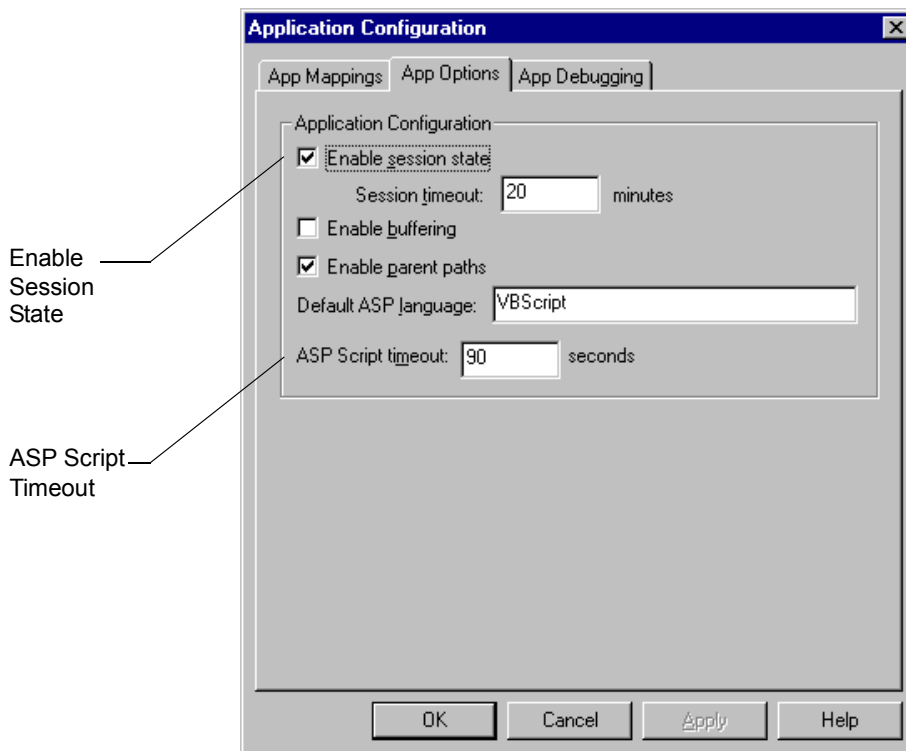 Application Configuration
App Mappings App Options App Debugging
Application Configuration
Enable session state
Session timeout: 20 minutes
Enable buffering
Enable parent paths
Default ASP language: VBScript
ASP Script timeout: 90 seconds
OK Cancel Apply Help
Enable
Session
State
ASP Script
Timeout